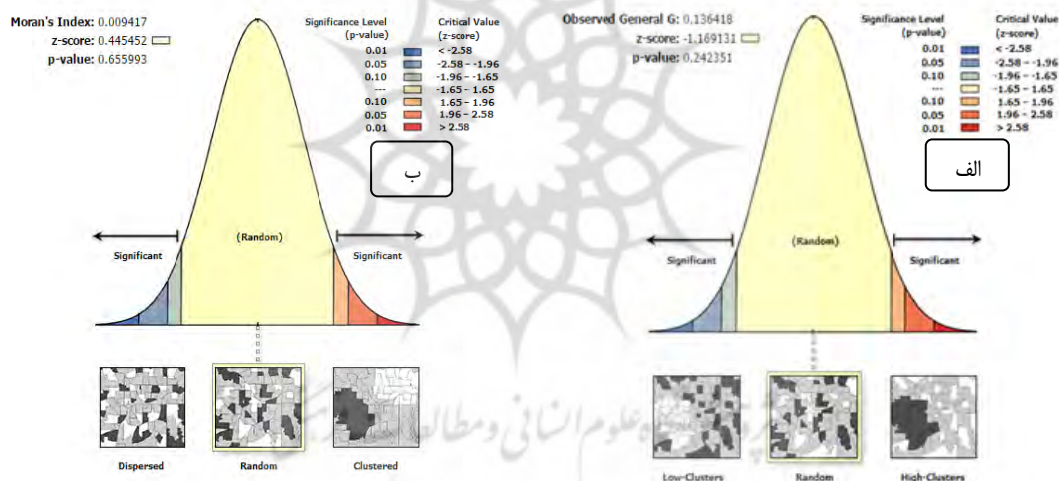 Moran's Index: 0.009417
z-score: 0.445452
p-value: 0.655993
Significance Level
(p-value)
Critical Value
(z-score)
0.01 < -2.58
0.05 -2.58 – -1.96
0.10 -1.96 – -1.65
--- -1.65 – 1.65
0.10 1.65 – 1.96
0.05 1.96 – 2.58
0.01 > 2.58
ب
(Random)
Significant
Significant
Dispersed
Random
Clustered
Observed General G: 0,136418
z-score: -1,169131
p-value: 0,242351
Significance Level
(p-value)
Critical Value
(z-score)
0.01 < -2.58
0.05 -2.58 – -1.96
0.10 -1.96 – -1.65
--- -1.65 – 1.65
0.10 1.65 – 1.96
0.05 1.96 – 2.58
0.01 > 2.58
الف
(Random)
Significant
Significant
Low-Clusters
Random
High-Clusters
علوم انسانی و مطالعات